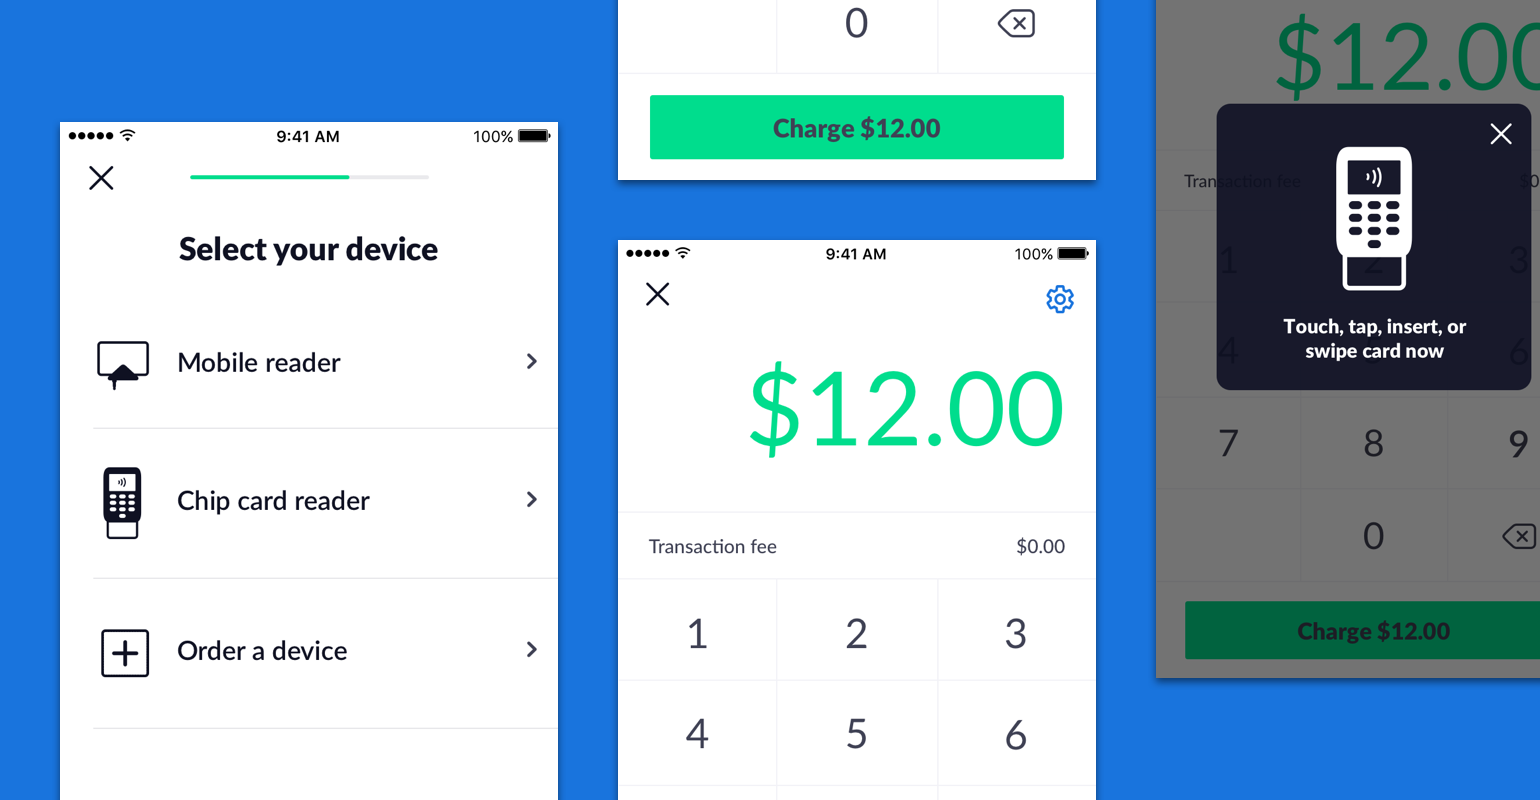 9:41 AM
100%
Select your device
Mobile reader
Chip card reader
Order a device
0
Charge $12.00
9:41 AM
100%
$12.00
Transaction fee
$0.00
1 2 3
4 5 6
$12.00
Transaction fee
$0
1 2 3
4 6
Touch, tap, insert, or
swipe card now
7 8 9
0
Charge $12.00